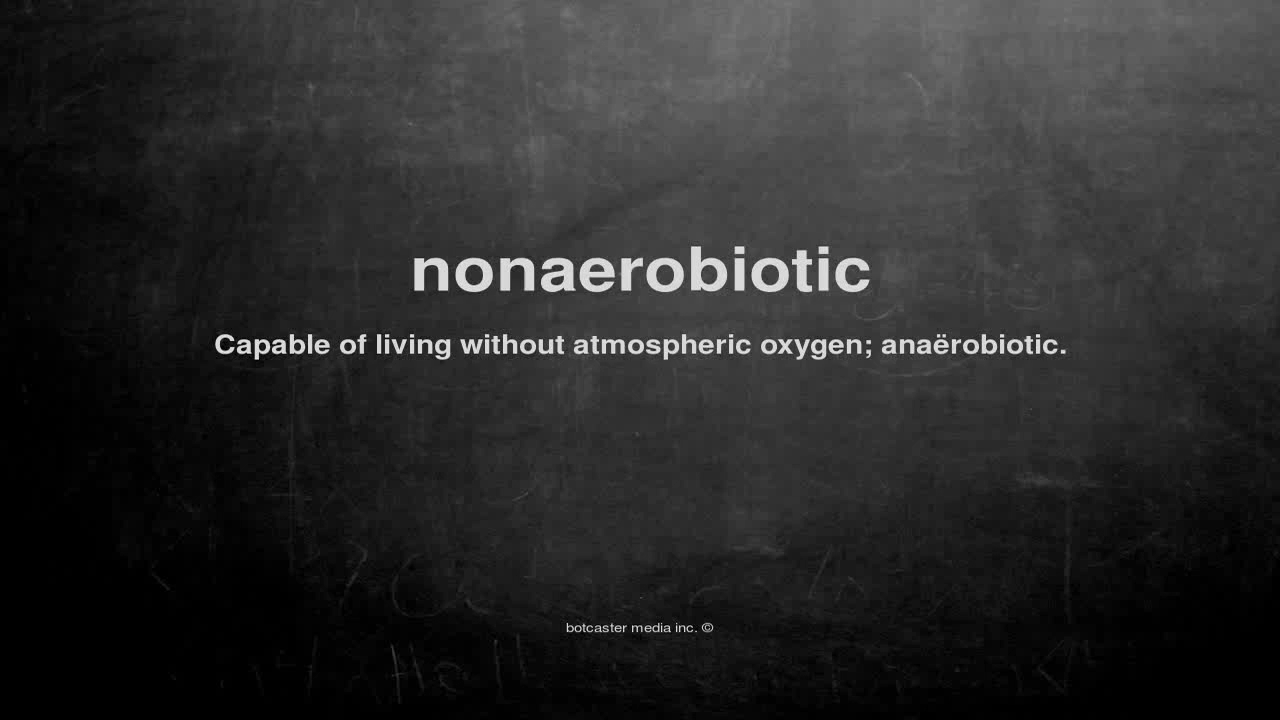 nonaerobiotic
Capable of living without atmospheric oxygen; anaërobiotic.
botcaster media inc. ©